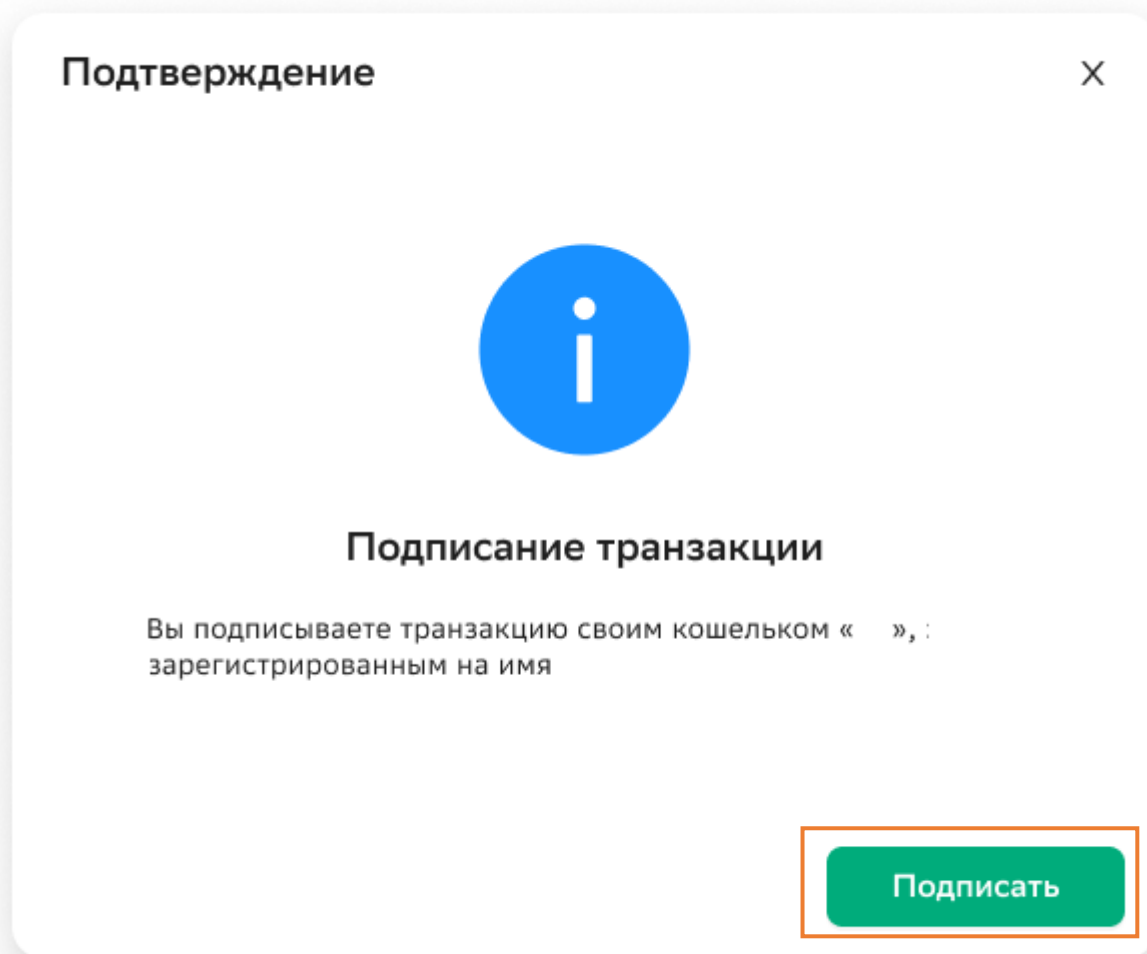 Подтверждение
X
Подписание транзакции
Вы подписываете транзакцию своим кошельком « »,
зарегистрированным на имя
Подписать